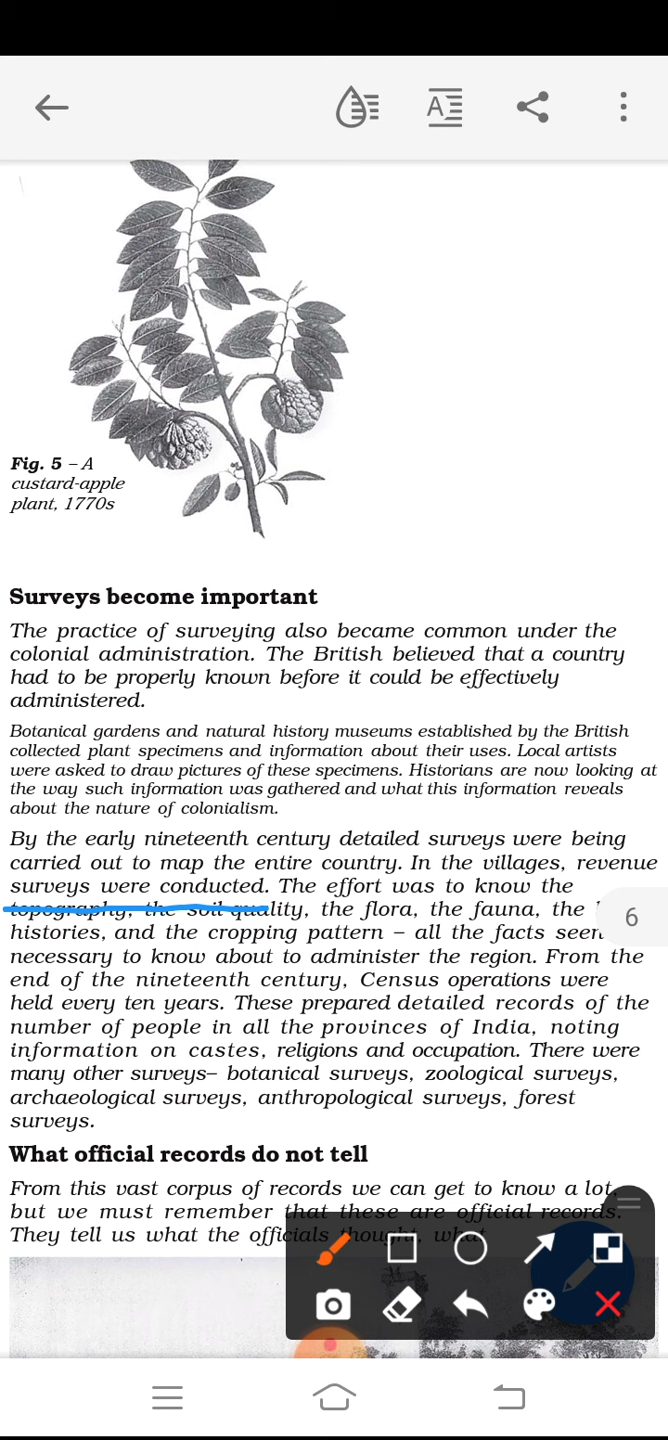 A
Fig. 5 – A
custard-apple
plant, 1770s
Surveys become important
The practice of surveying also became common under the
colonial administration. The British believed that a country
had to be properly known before it could be effectively
administered.
Botanical gardens and natural history museums established by the British
collected plant specimens and information about their uses. Local artists
were asked to draw pictures of these specimens. Historians are now looking at
the way such information was gathered and what this information reveals
about the nature of colonialism.
By the early nineteenth century detailed surveys were being
carried out to map the entire country. In the villages, revenue
surveys were conducted. The effort was to know the
topography, the soil quality, the flora, the fauna, the
6
histories, and the cropping pattern – all the facts seen
necessary to know about to administer the region. From the
end of the nineteenth century, Census operations were
held every ten years. These prepared detailed records of the
number of people in all the provinces of India, noting
information on castes, religions and occupation. There were
many other surveys– botanical surveys, zoological surveys,
archaeological surveys, anthropological surveys, forest
surveys.
What official records do not tell
From this vast corpus of records we can get to know a lot,
but we must remember that these are official records.
They tell us what the officials thought, what